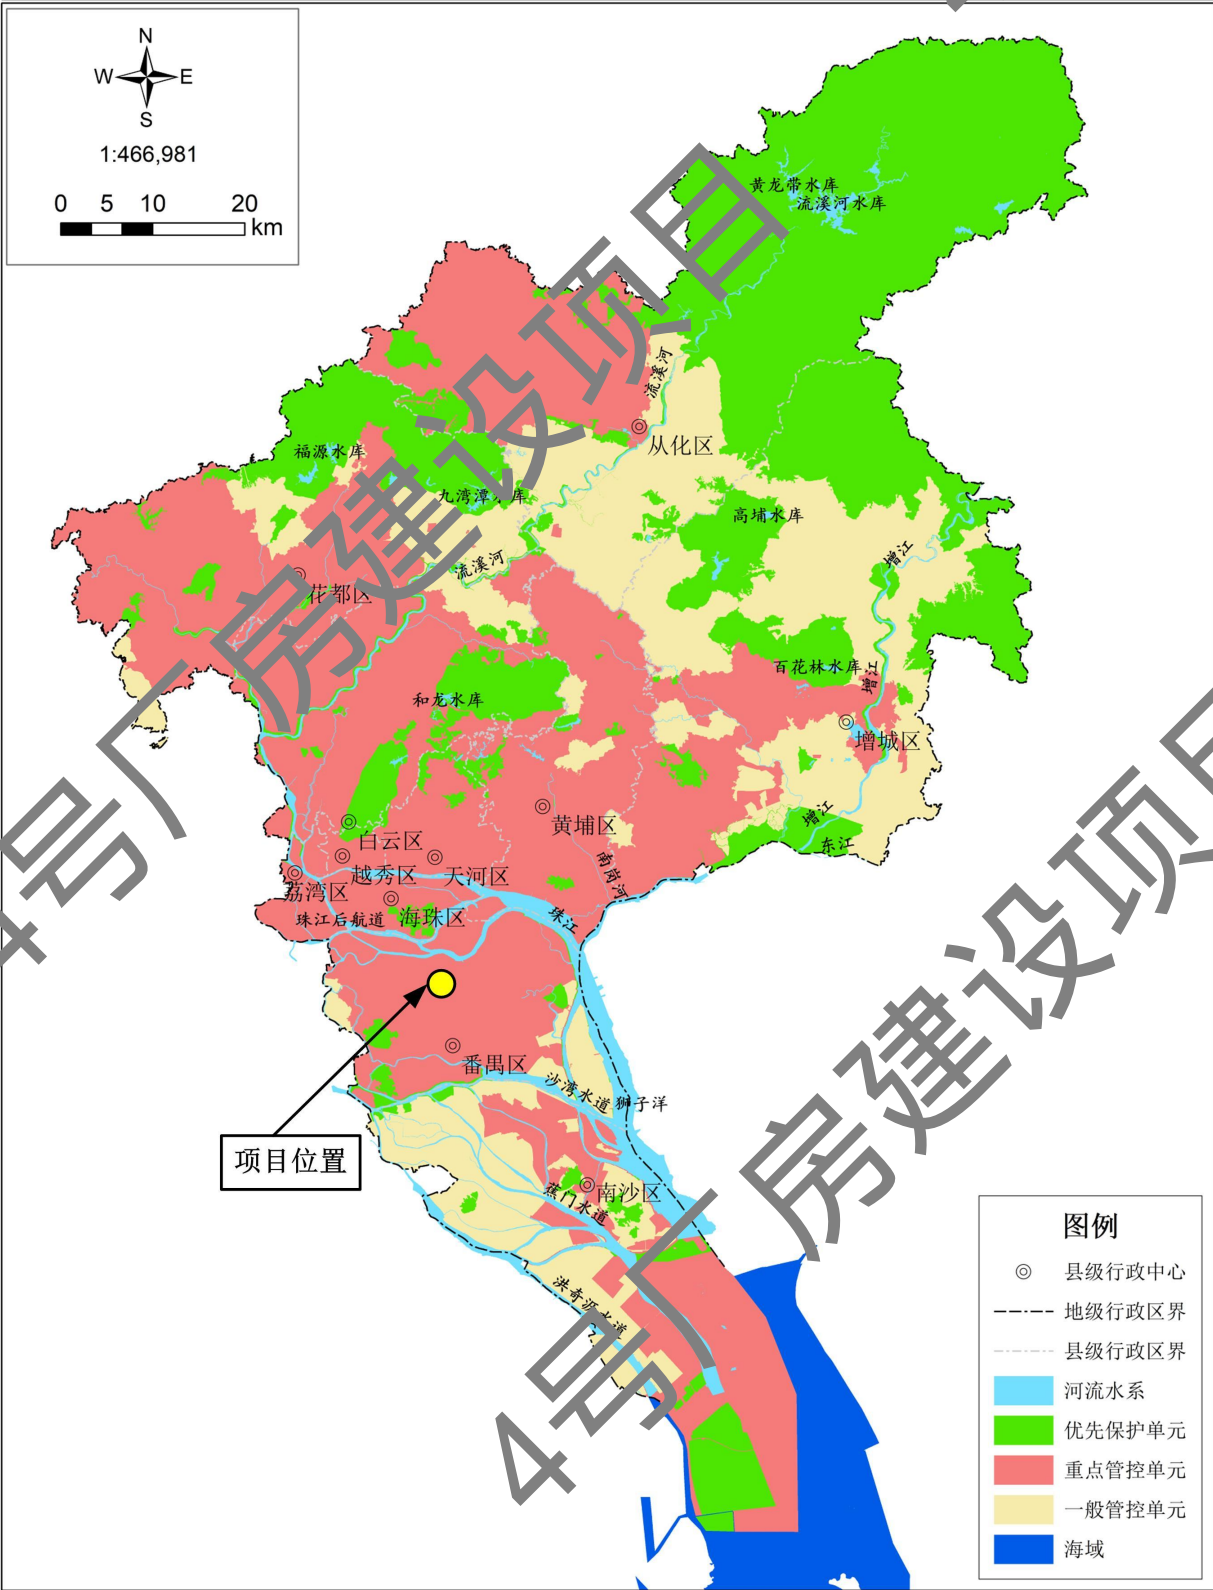 N
W E
S
1:466,981
0 5 10 20
km
黄龙带水库
流溪河水库
流溪河
从化区
福源水库
九湾潭水库
高埔水库
增江
流溪河
花都区
百花林水库
增江
和龙水库
增城区
增江
东江
黄埔区
白云区
越秀区
天河区
荔湾区
南岗河
珠江后航道
海珠区
珠江
番禺区
沙湾水道
狮子洋
项目位置
南沙区
蕉门水道
洪奇沥水道
图例
县级行政中心
地级行政区界
县级行政区界
河流水系
优先保护单元
重点管控单元
一般管控单元
海域
4号厂房建设项目
4号厂房建设项目